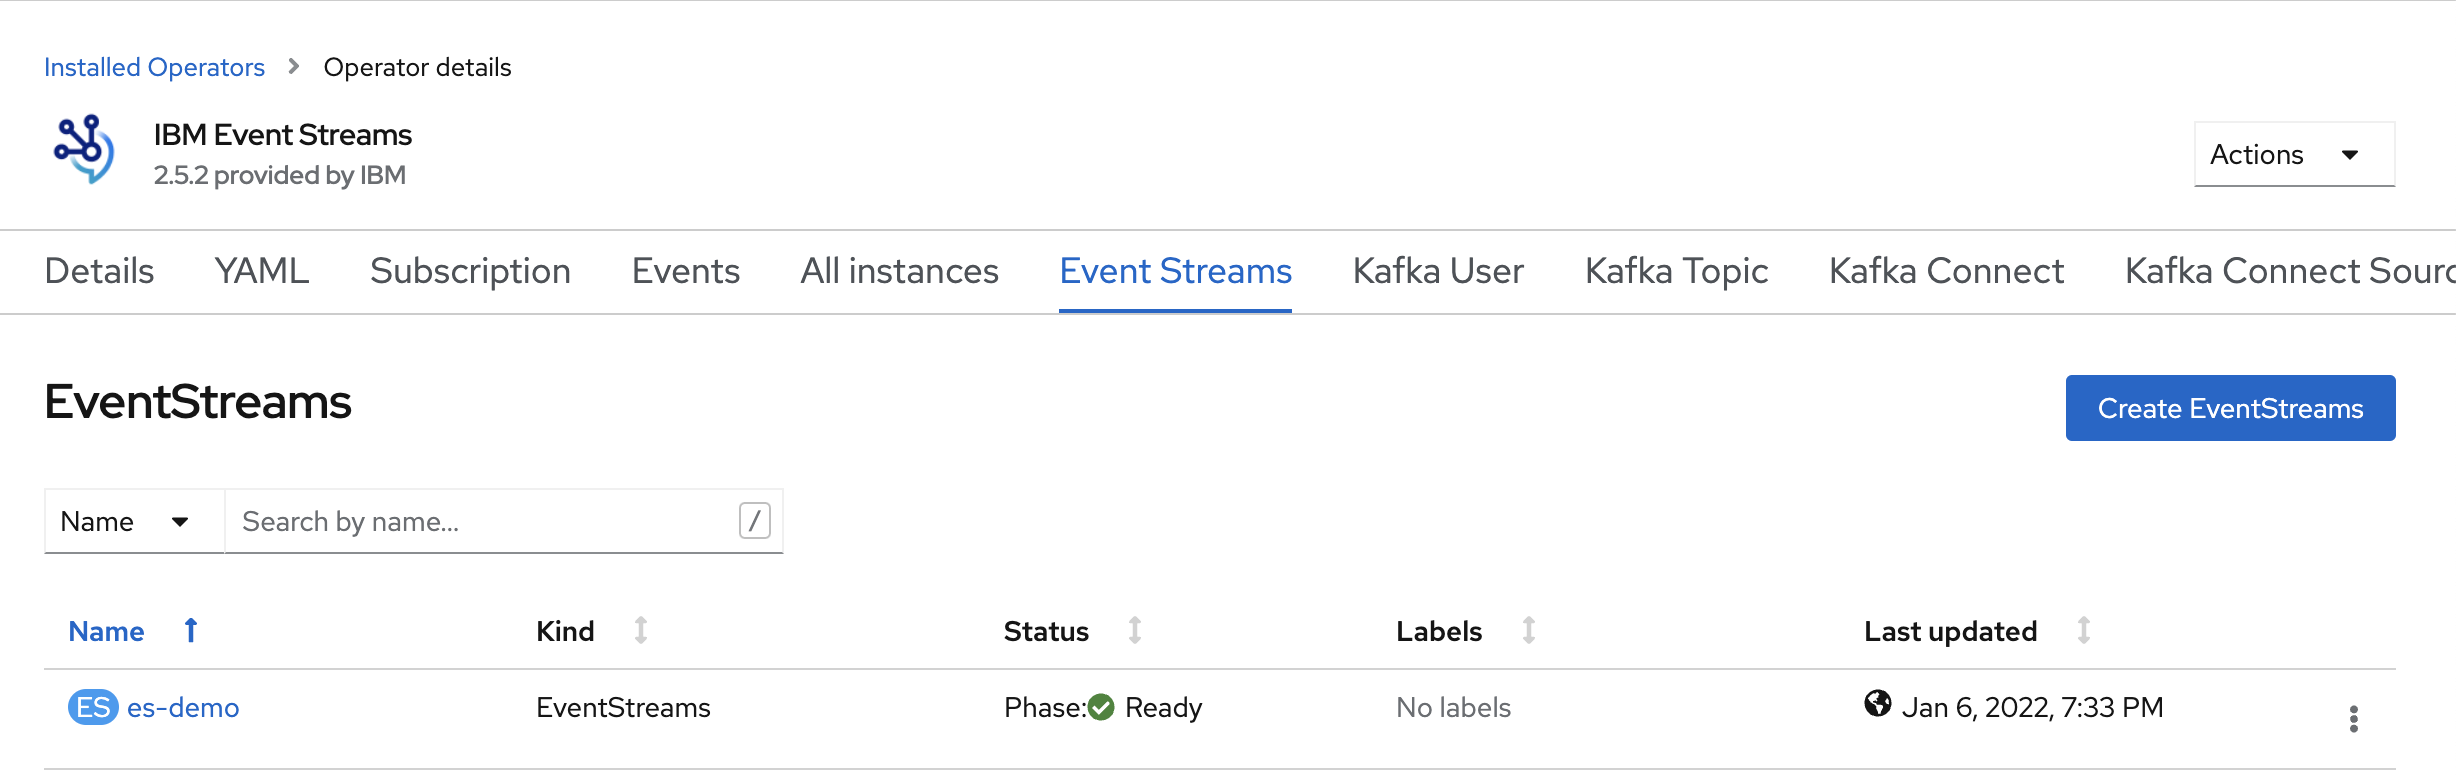 Installed Operators > Operator details
IBM Event Streams
2.5.2 provided by IBM
Actions
Details YAML Subscription Events All instances Event Streams Kafka User Kafka Topic Kafka Connect Kafka Connect Sourc
EventStreams
Create EventStreams
Name Search by name... /
Name Kind Status Labels Last updated
ES es-demo EventStreams Phase: Ready No labels Jan 6, 2022, 7:33 PM